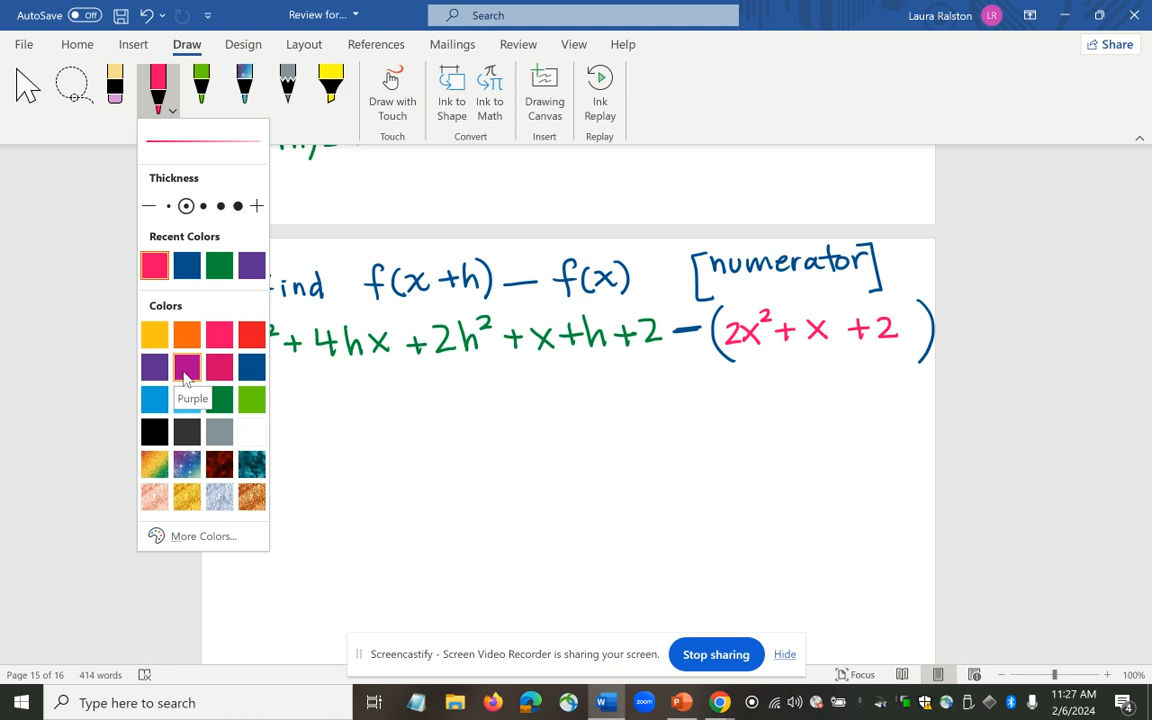 AutoSave Off Review for... Search Laura Ralston LR
File Home Insert Draw Design Layout References Mailings Review View Help Share
Draw with Touch Ink to Shape Ink to Math Drawing Canvas Ink Replay
Touch Convert Insert Replay
Thickness
Recent Colors
Colors
Purple
More Colors...
ind f(x+h) — f(x) [numerator]
² + 4hx + 2h² + x + h + 2 − (2x² + x + 2)
Screencastify - Screen Video Recorder is sharing your screen. Stop sharing Hide
Page 15 of 16 414 words Focus 100%
Type here to search 11:27 AM
2/6/2024 4